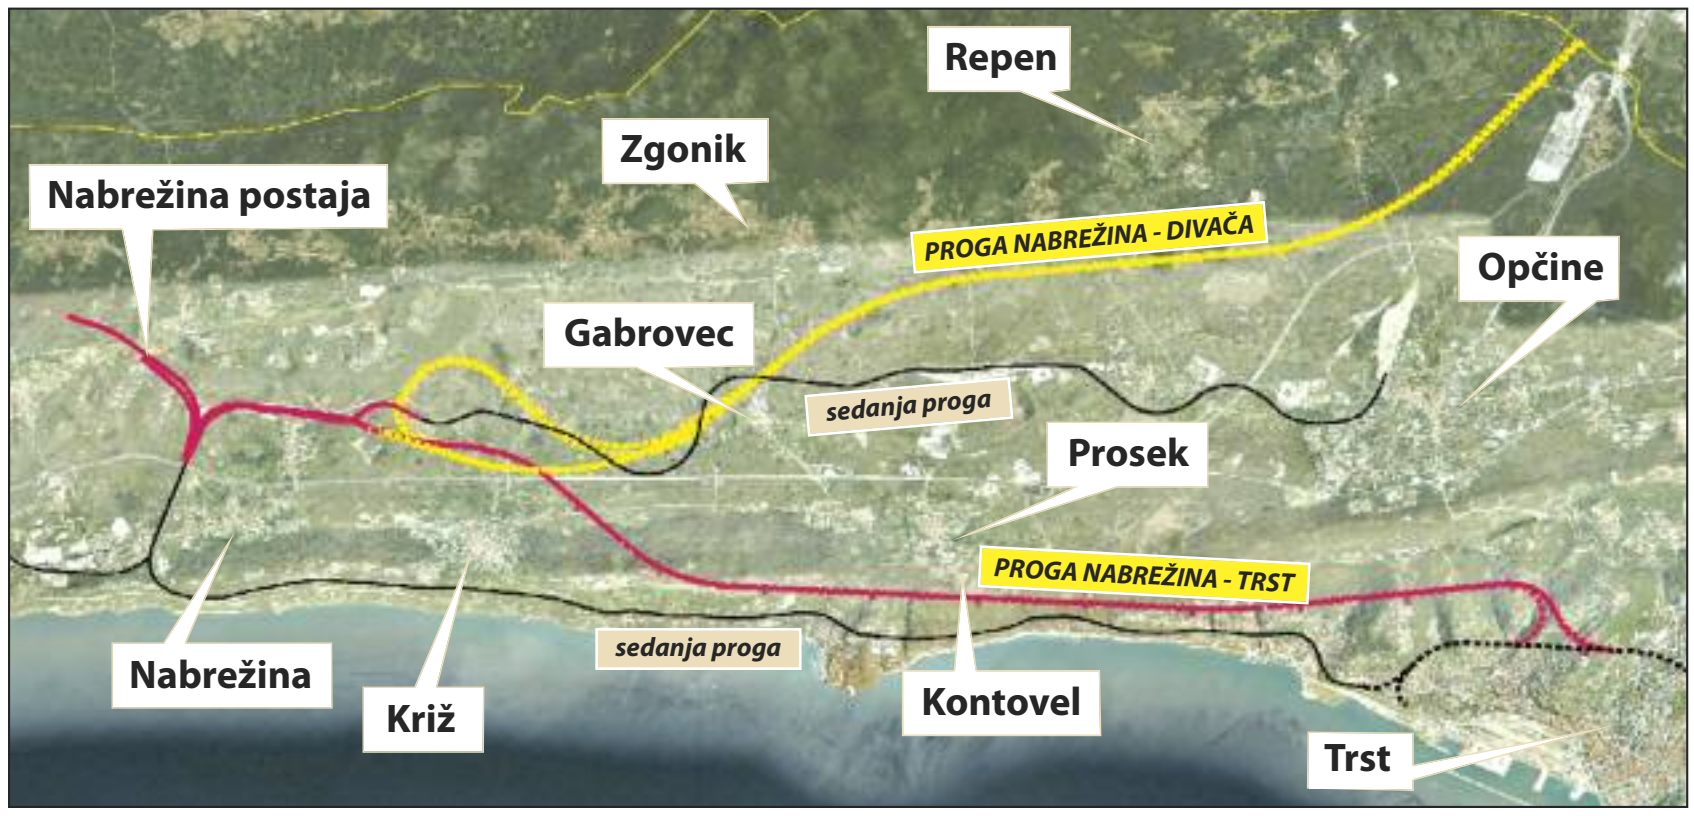 Repen
Zgonik
Nabrežina postaja
PROGA NABREŽINA - DIVAČA
Opčine
Gabrovec
sedanja proga
Prosek
PROGA NABREŽINA - TRST
sedanja proga
Nabrežina
Križ
Kontovel
Trst